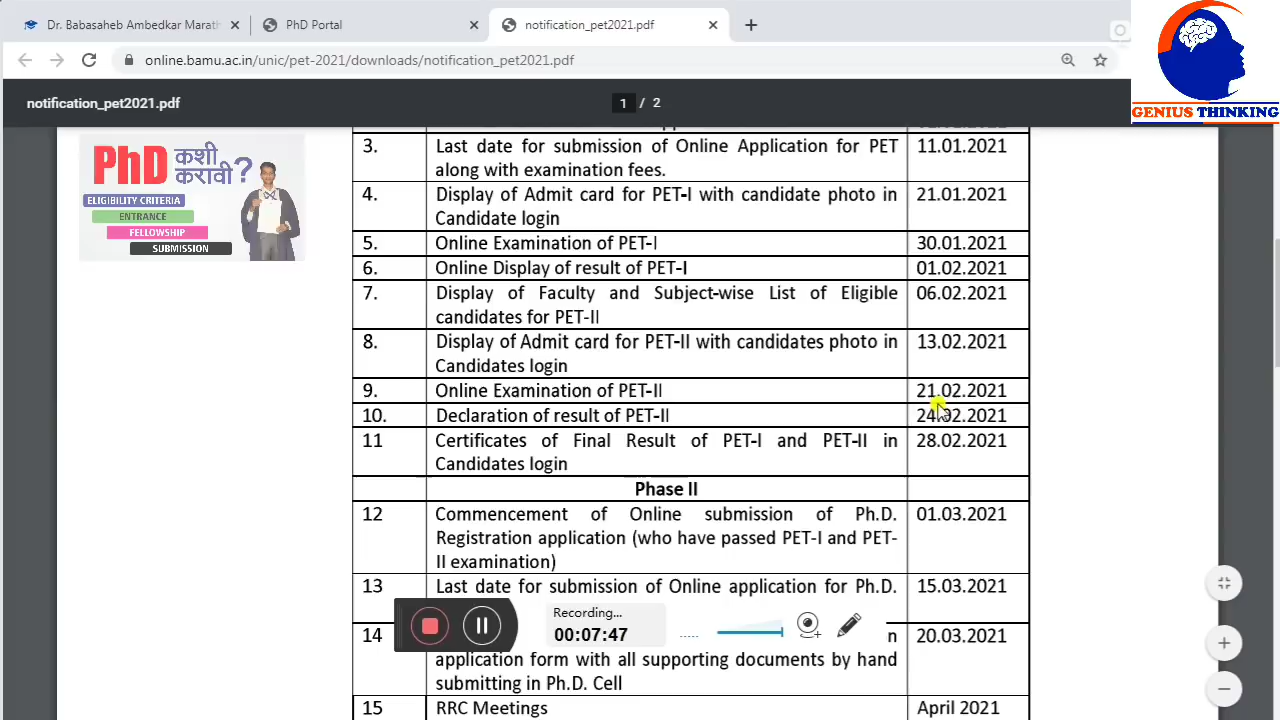 Dr. Babasaheb Ambedkar Marath
PhD Portal
notification_pet2021.pdf
online.bamu.ac.in/unic/pet-2021/downloads/notification_pet2021.pdf
GENIUS THINKING
notification_pet2021.pdf
1 / 2
PhD कशी करावी?
ELIGIBILITY CRITERIA
ENTRANCE
FELLOWSHIP
SUBMISSION
3. Last date for submission of Online Application for PET 11.01.2021
along with examination fees.
4. Display of Admit card for PET-I with candidate photo in 21.01.2021
Candidate login
5. Online Examination of PET-I 30.01.2021
6. Online Display of result of PET-I 01.02.2021
7. Display of Faculty and Subject-wise List of Eligible 06.02.2021
candidates for PET-II
8. Display of Admit card for PET-II with candidates photo in 13.02.2021
Candidates login
9. Online Examination of PET-II 21.02.2021
10. Declaration of result of PET-II 24.02.2021
11 Certificates of Final Result of PET-I and PET-II in 28.02.2021
Candidates login
Phase II
12 Commencement of Online submission of Ph.D. 01.03.2021
Registration application (who have passed PET-I and PET-
II examination)
13 Last date for submission of Online application for Ph.D. 15.03.2021
Recording...
00:07:47
14 n 20.03.2021
application form with all supporting documents by hand
submitting in Ph.D. Cell
15 RRC Meetings April 2021